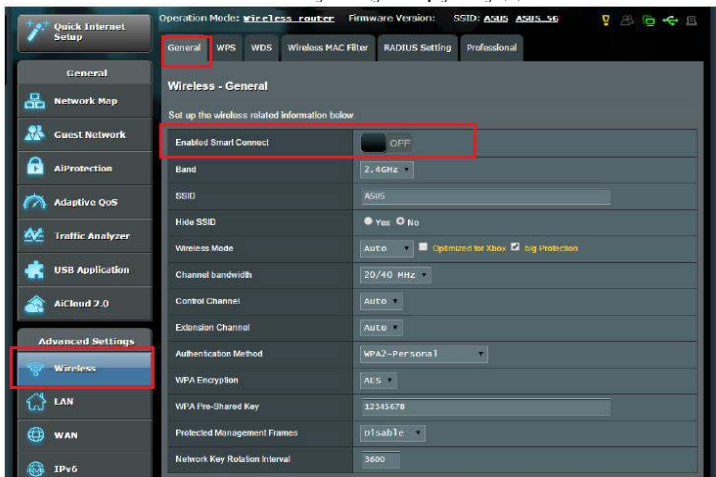 Quick Internet
Setup
Operation Mode: Wireless router Firmware Version: SSID: ASUS ASUS_5G
General WPS WDS Wireless MAC Filter RADIUS Setting Professional
General
Network Map
Guest Network
AiProtection
Adaptive QoS
Traffic Analyzer
USB Application
AiCloud 2.0
Advanced Settings
Wireless
LAN
WAN
IPv6
Wireless - General
Set up the wireless related information below.
Enabled Smart Connect OFF
Band 2.4GHz
SSID ASUS
Hide SSID Yes No
Wireless Mode Auto Optimized for Xbox b/g Protection
Channel bandwidth 20/40 MHz
Control Channel Auto
Extension Channel Auto
Authentication Method WPA2-Personal
WPA Encryption AES
WPA Pre-Shared Key 12345678
Protected Management Frames Disable
Network Key Rotation Interval 3600